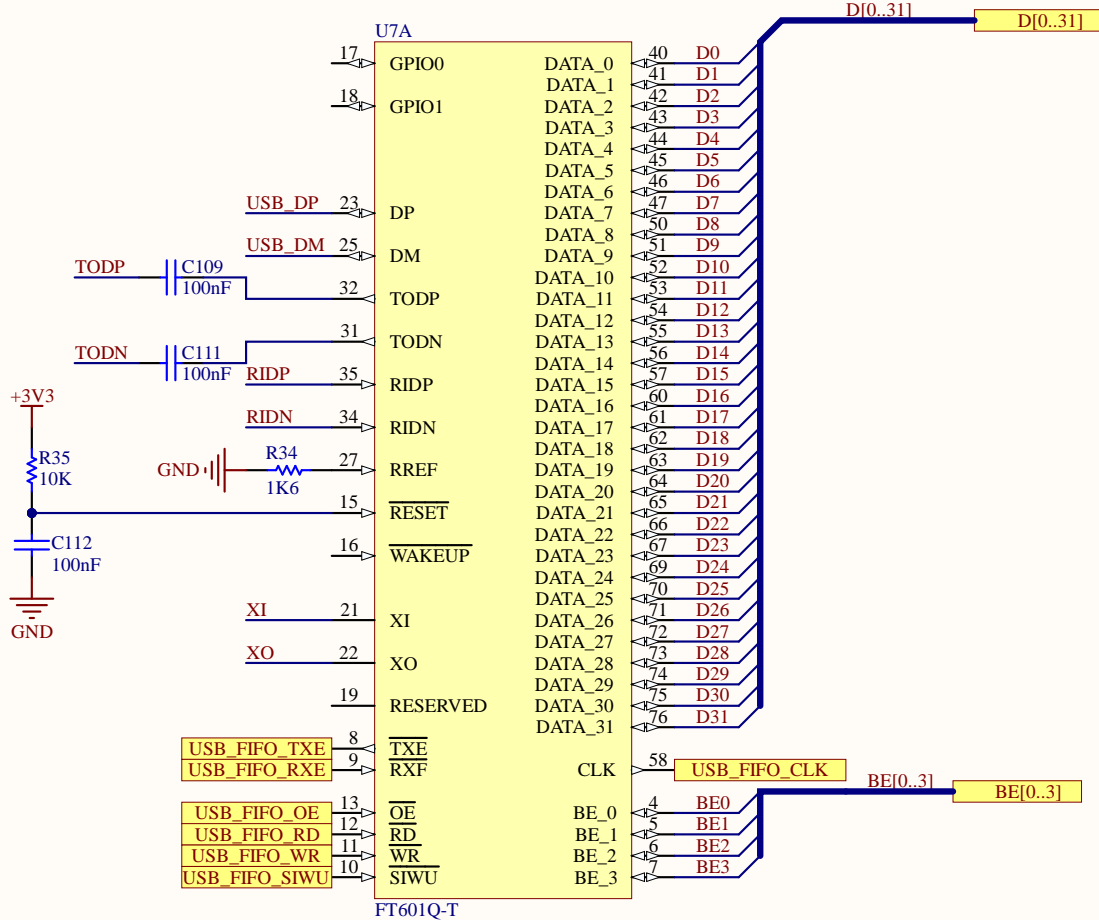 D[0..31]
D[0..31]
U7A
17 GPIO0 DATA_0 40 D0
DATA_1 41 D1
18 GPIO1 DATA_2 42 D2
DATA_3 43 D3
DATA_4 44 D4
DATA_5 45 D5
DATA_6 46 D6
USB_DP 23 DP DATA_7 47 D7
DATA_8 50 D8
USB_DM 25 DM DATA_9 51 D9
TODP C109 100nF DATA_10 52 D10
32 TODP DATA_11 53 D11
DATA_12 54 D12
31 TODN DATA_13 55 D13
TODN C111 100nF DATA_14 56 D14
RIDP 35 RIDP DATA_15 57 D15
DATA_16 60 D16
RIDN 34 RIDN DATA_17 61 D17
DATA_18 62 D18
GND R34 1K6 27 RREF DATA_19 63 D19
DATA_20 64 D20
+3V3
R35
10K
15 RESET DATA_21 65 D21
DATA_22 66 D22
16 WAKEUP DATA_23 67 D23
C112
100nF
GND
DATA_24 69 D24
DATA_25 70 D25
XI 21 XI DATA_26 71 D26
DATA_27 72 D27
XO 22 XO DATA_28 73 D28
DATA_29 74 D29
19 RESERVED DATA_30 75 D30
DATA_31 76 D31
USB_FIFO_TXE 8 TXE
USB_FIFO_RXE 9 RXF CLK 58 USB_FIFO_CLK
BE[0..3]
BE[0..3]
USB_FIFO_OE 13 OE BE_0 4 BE0
USB_FIFO_RD 12 RD BE_1 5 BE1
USB_FIFO_WR 11 WR BE_2 6 BE2
USB_FIFO_SIWU 10 SIWU BE_3 7 BE3
FT601Q-T